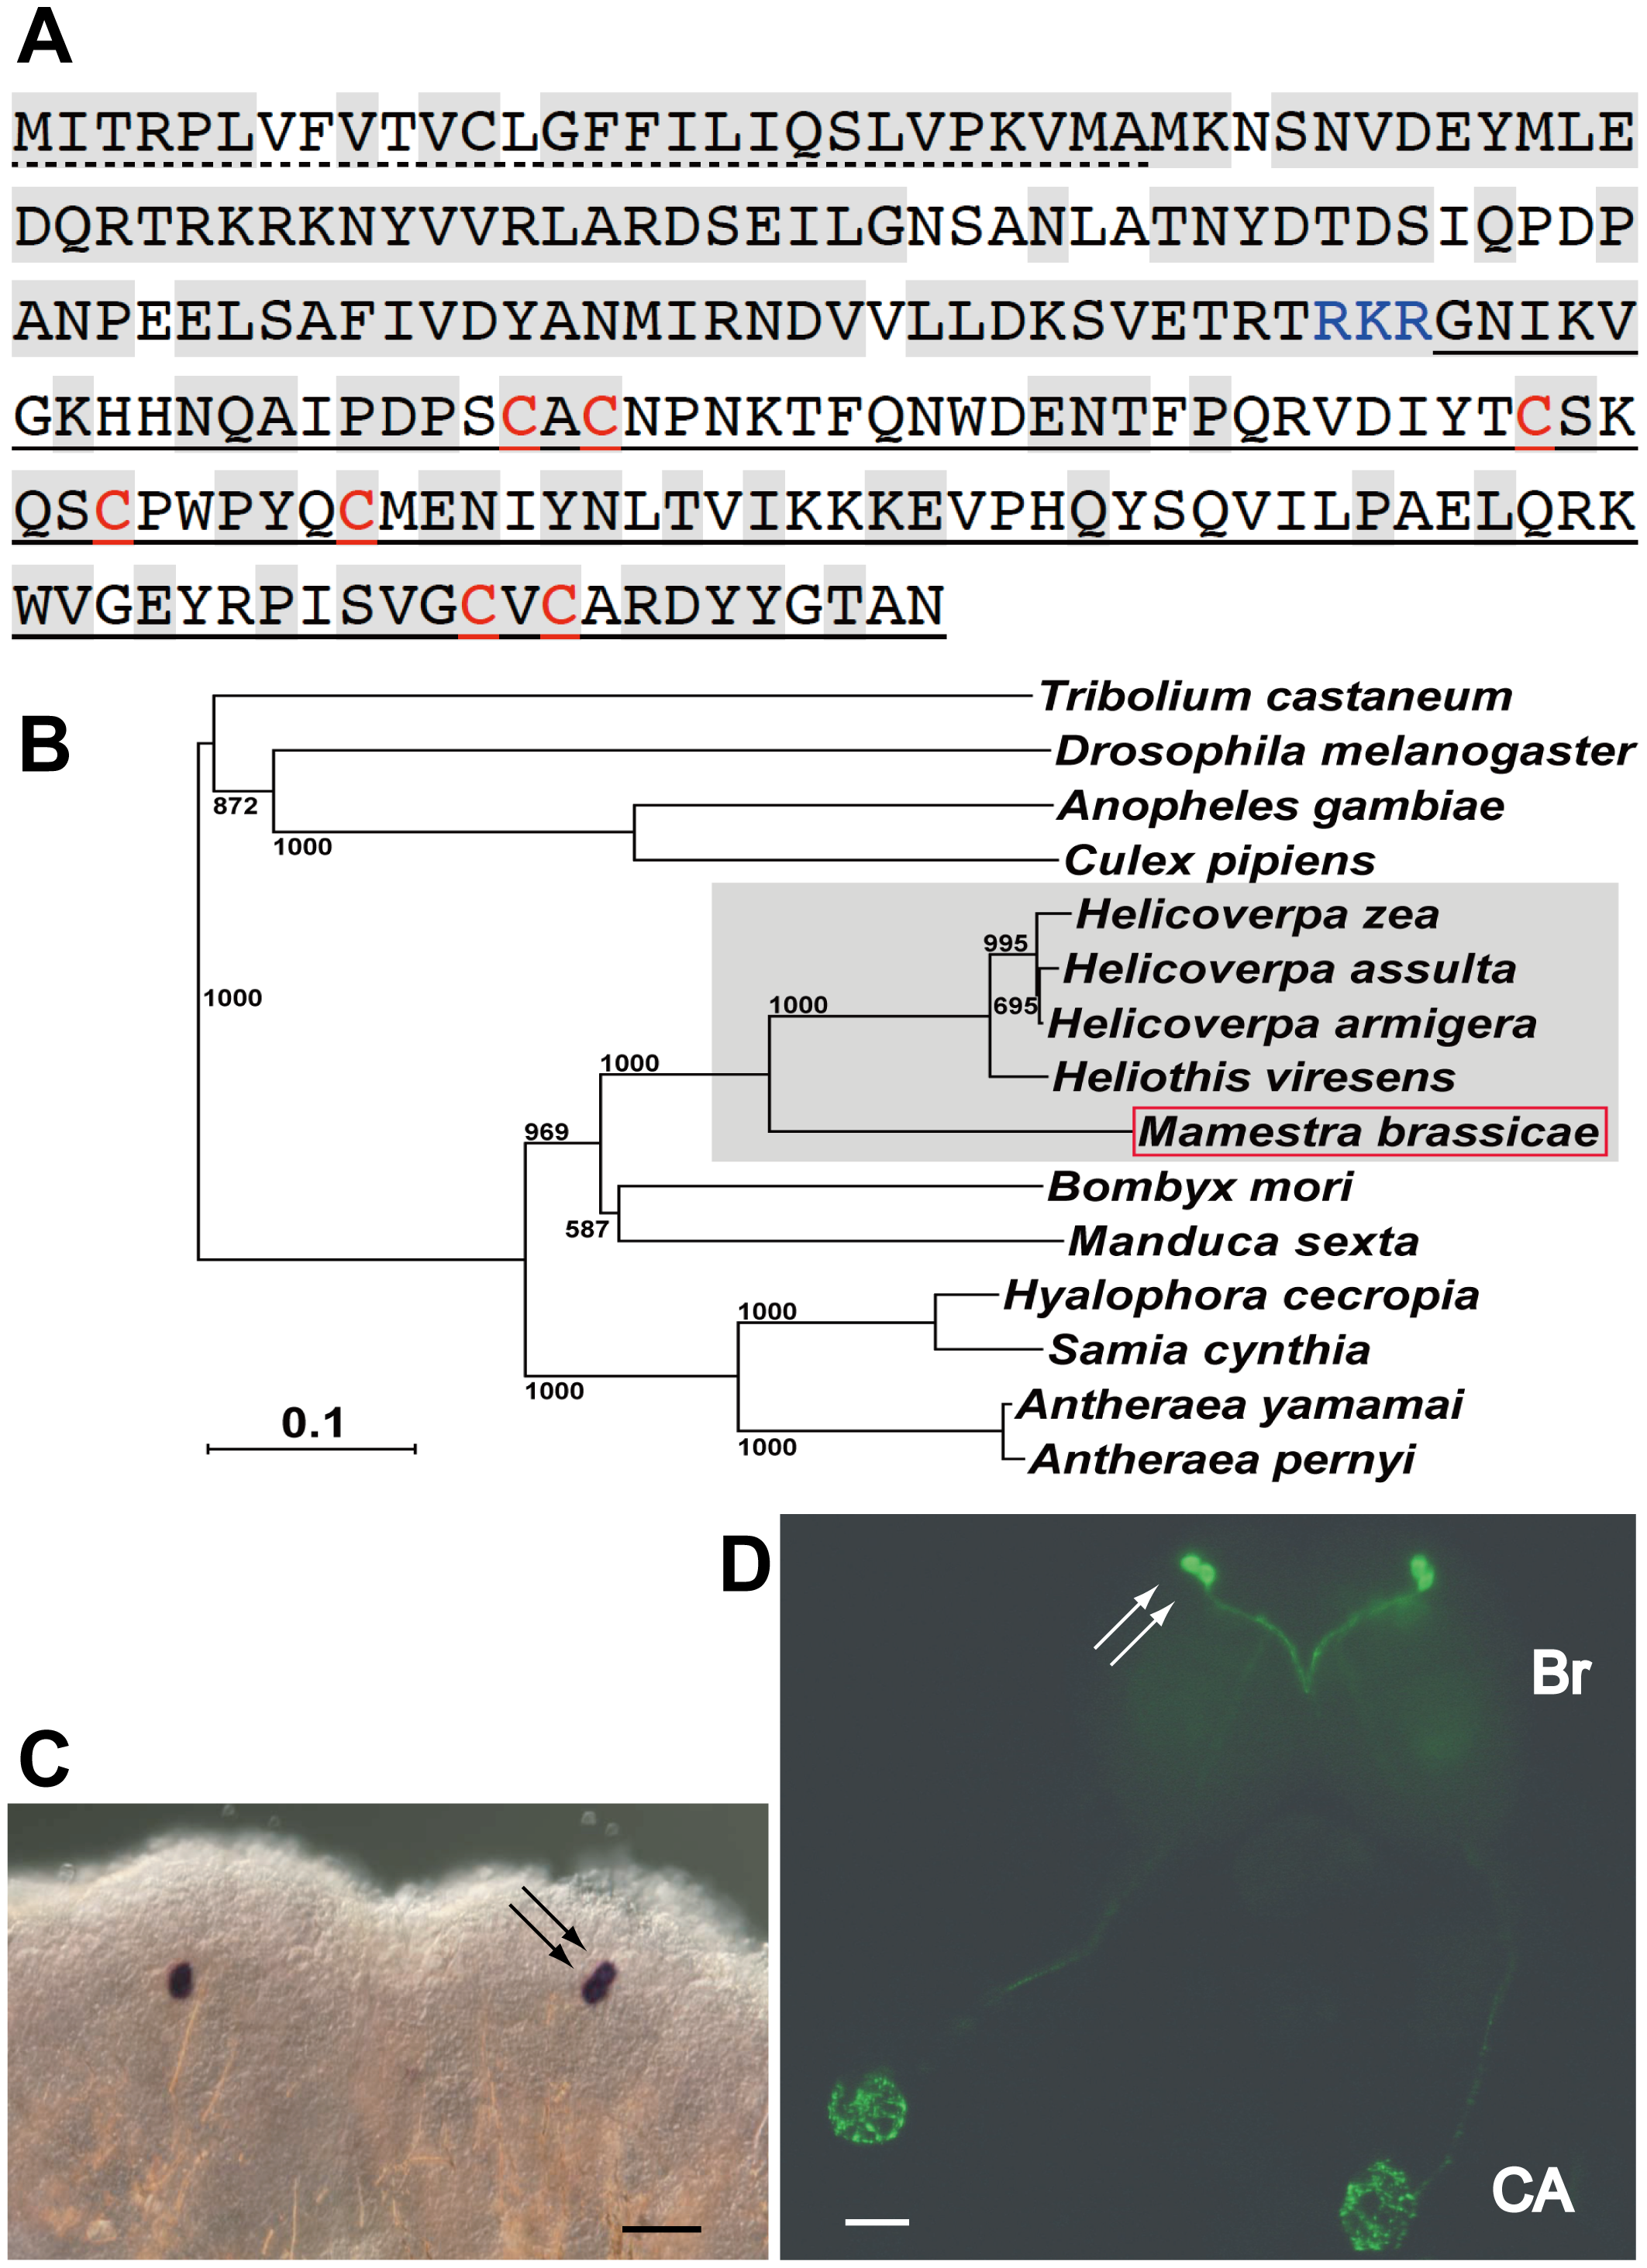 A
MITRPLVFVTVCLGFFILIQSLVPKVMAMKNSNVDEYMLE
DQRTRKRKNYVVRLARDSEILGNSANLATNYDTDSIQPDP
ANPEELSAFIVDYANMIRNDVVLLDKSVETRTRKRGNIKV
GKHHNQAIPDPSCACNPNKTFQNWDENTFPQRVDIYTCSK
QSCPWPYQCMENIYNLTVIKKKEVPHQYSQVILPAELQRK
WVGEYRPISVGCVCARDYYGTAN
B
Tribolium castaneum
Drosophila melanogaster
872
Anopheles gambiae
1000
Culex pipiens
Helicoverpa zea
995
Helicoverpa assulta
1000
1000
695
Helicoverpa armigera
1000
Heliothis viresens
969
Mamestra brassicae
Bombyx mori
587
Manduca sexta
Hyalophora cecropia
1000
Samia cynthia
1000
Antheraea yamamai
0.1
1000
Antheraea pernyi
D
Br
C
CA